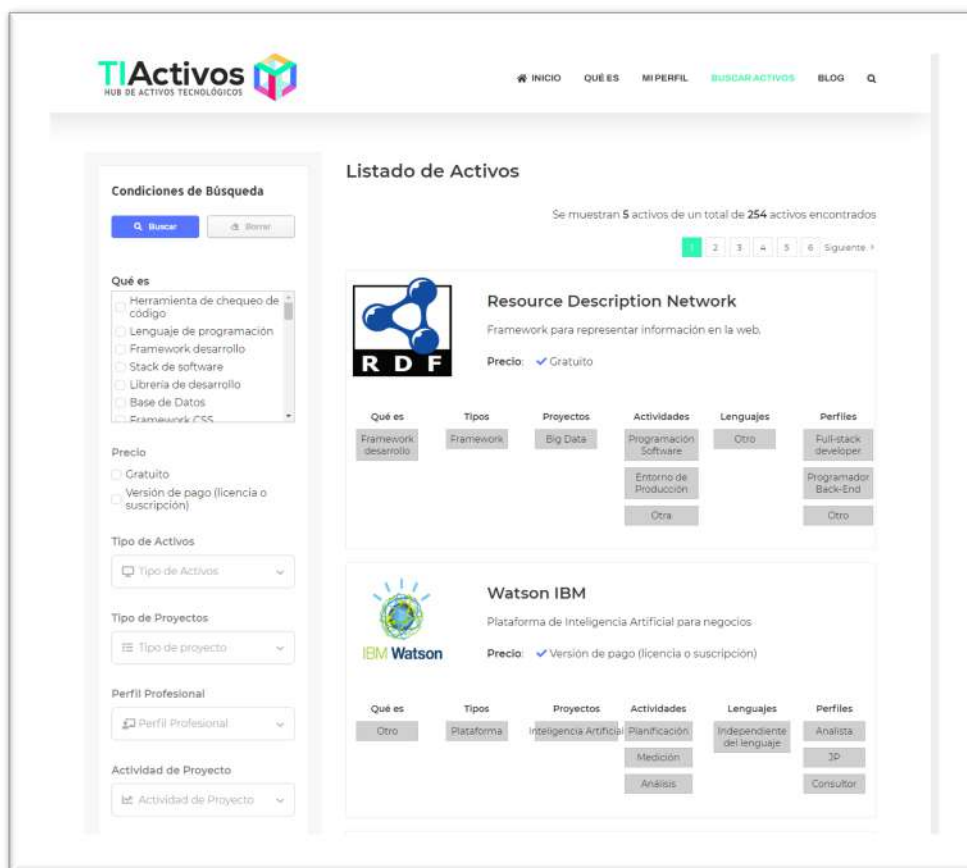 TIActivos
HUB DE ACTIVOS TECNOLÓGICOS
INICIO QUÉ ES MI PERFIL BUSCAR ACTIVOS BLOG
Condiciones de Búsqueda
Buscar Borrar
Qué es
Herramienta de chequeo de
código
Lenguaje de programación
Framework desarrollo
Stack de software
Librería de desarrollo
Base de Datos
Framework CSS
Precio
Gratuito
Versión de pago (licencia o
suscripción)
Tipo de Activos
Tipo de Activos
Tipo de Proyectos
Tipo de proyecto
Perfil Profesional
Perfil Profesional
Actividad de Proyecto
Actividad de Proyecto
Listado de Activos
Se muestran 5 activos de un total de 254 activos encontrados
1 2 3 4 5 6 Siguiente >
RDF
Resource Description Network
Framework para representar información en la web.
Precio: Gratuito
Qué es Tipos Proyectos Actividades Lenguajes Perfiles
Framework desarrollo Framework Big Data Programación Software Otro Full-stack developer
Entorno de Producción Programador Back-End
Otra Otro
IBM Watson
Watson IBM
Plataforma de Inteligencia Artificial para negocios
Precio: Versión de pago (licencia o suscripción)
Qué es Tipos Proyectos Actividades Lenguajes Perfiles
Otro Plataforma Inteligencia Artificial Planificación Independiente del lenguaje Analista
Medición JP
Análisis Consultor